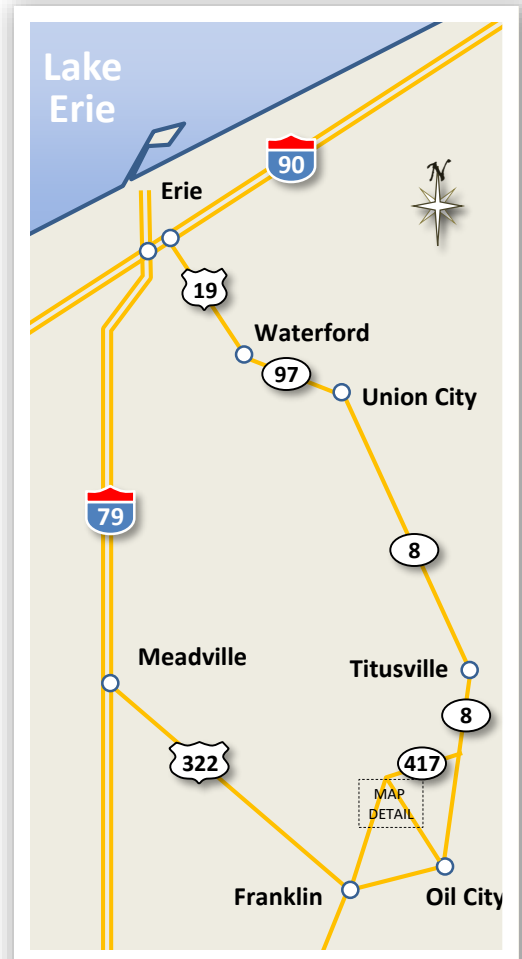 Lake
Erie
90
Erie
N
19
Waterford
97
Union City
79
8
Meadville
Titusville
8
322
417
MAP
DETAIL
Franklin
Oil City